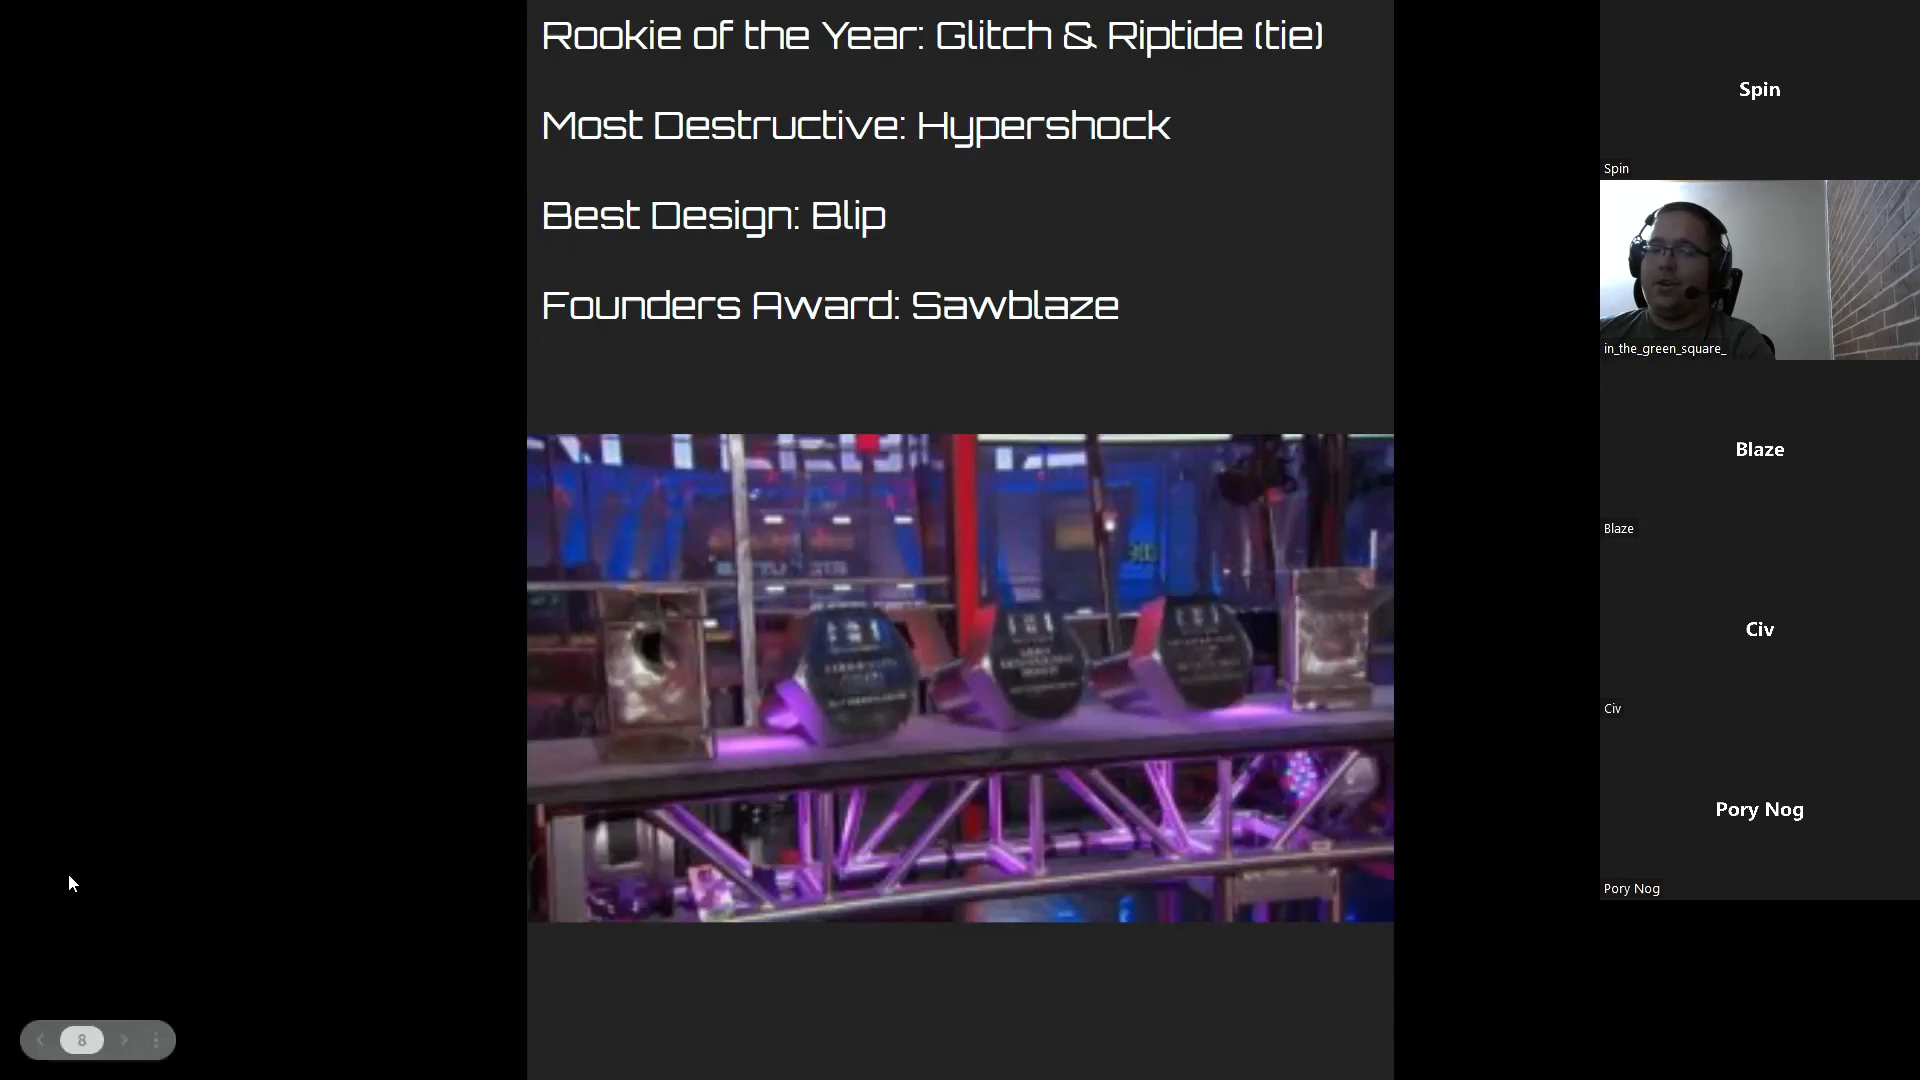 Rookie of the Year: Glitch & Riptide (tie)
Most Destructive: Hypershock
Best Design: Blip
Founders Award: Sawblaze
Spin
Spin
in_the_green_square_
Blaze
Blaze
Civ
Civ
Pory Nog
Pory Nog
8